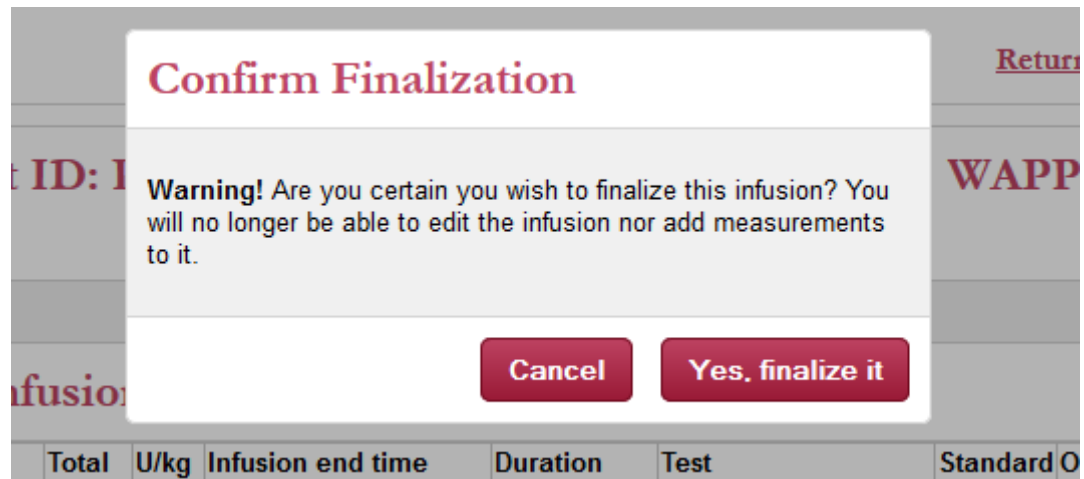 Confirm Finalization
Return
ID:
WAPP
Warning! Are you certain you wish to finalize this infusion? You
will no longer be able to edit the infusion nor add measurements
to it.
Cancel Yes, finalize it
Total U/kg Infusion end time Duration Test Standard